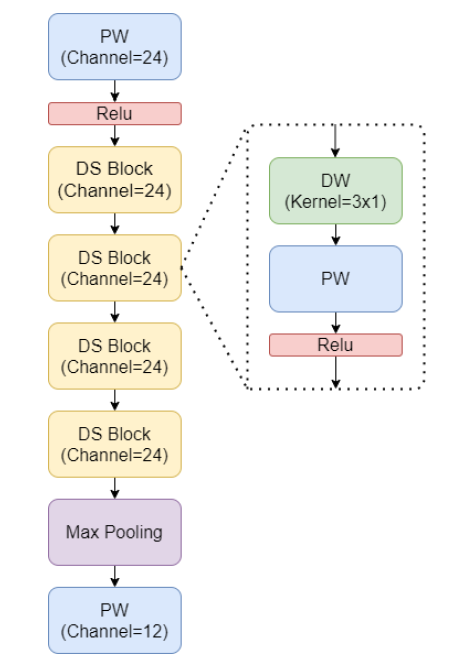 PW
(Channel=24)
Relu
DS Block
(Channel=24)
DS Block
(Channel=24)
DS Block
(Channel=24)
DS Block
(Channel=24)
Max Pooling
PW
(Channel=12)
DW
(Kernel=3x1)
PW
Relu